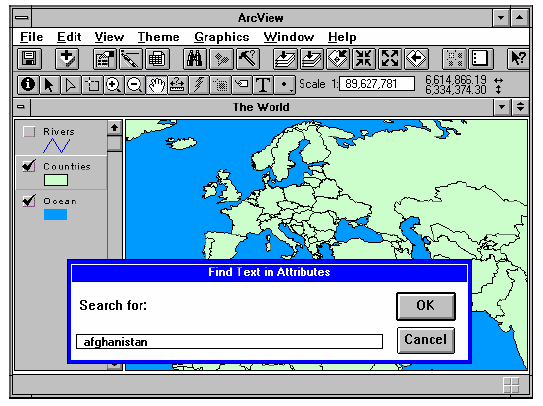 ArcView
File Edit View Theme Graphics Window Help
Scale 1: 89,627,781 6,614,866.19
6,334,374.30
The World
Rivers
Counties
Ocean
Find Text in Attributes
Search for:
OK
afghanistan
Cancel